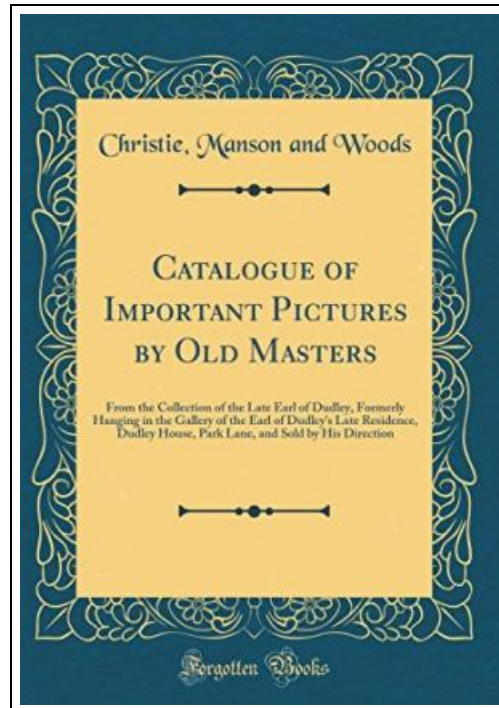 Christie, Manson and Woods
Catalogue of
Important Pictures
by Old Masters
From the Collection of the Late Earl of Dudley, Formerly
Hanging in the Gallery of the Earl of Dudley's Late Residence,
Dudley House, Park Lane, and Sold by His Direction
Forgotten Books